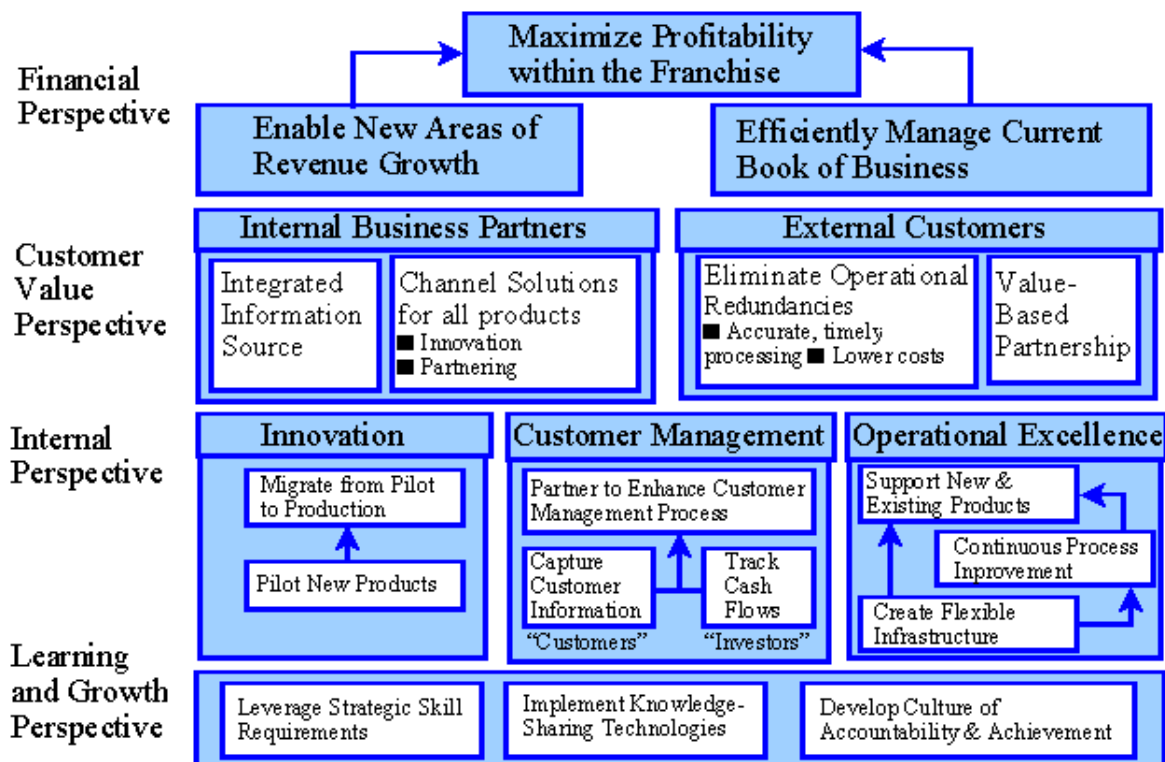 Financial
Perspective
Maximize Profitability
within the Franchise
Enable New Areas of
Revenue Growth
Efficiently Manage Current
Book of Business
Customer
Value
Perspective
Internal Business Partners
Integrated
Information
Source
Channel Solutions
for all products
■ Innovation
■ Partnering
External Customers
Eliminate Operational
Redundancies
■ Accurate, timely
processing ■ Lower costs
Value-
Based
Partnership
Internal
Perspective
Innovation
Migrate from Pilot
to Production
Pilot New Products
Customer Management
Partner to Enhance Customer
Management Process
Capture
Customer
Information
"Customers"
Track
Cash
Flows
"Investors"
Operational Excellence
Support New &
Existing Products
Continuous Process
Inprovement
Create Flexible
Infrastructure
Learning
and Growth
Perspective
Leverage Strategic Skill
Requirements
Implement Knowledge-
Sharing Technologies
Develop Culture of
Accountability & Achievement